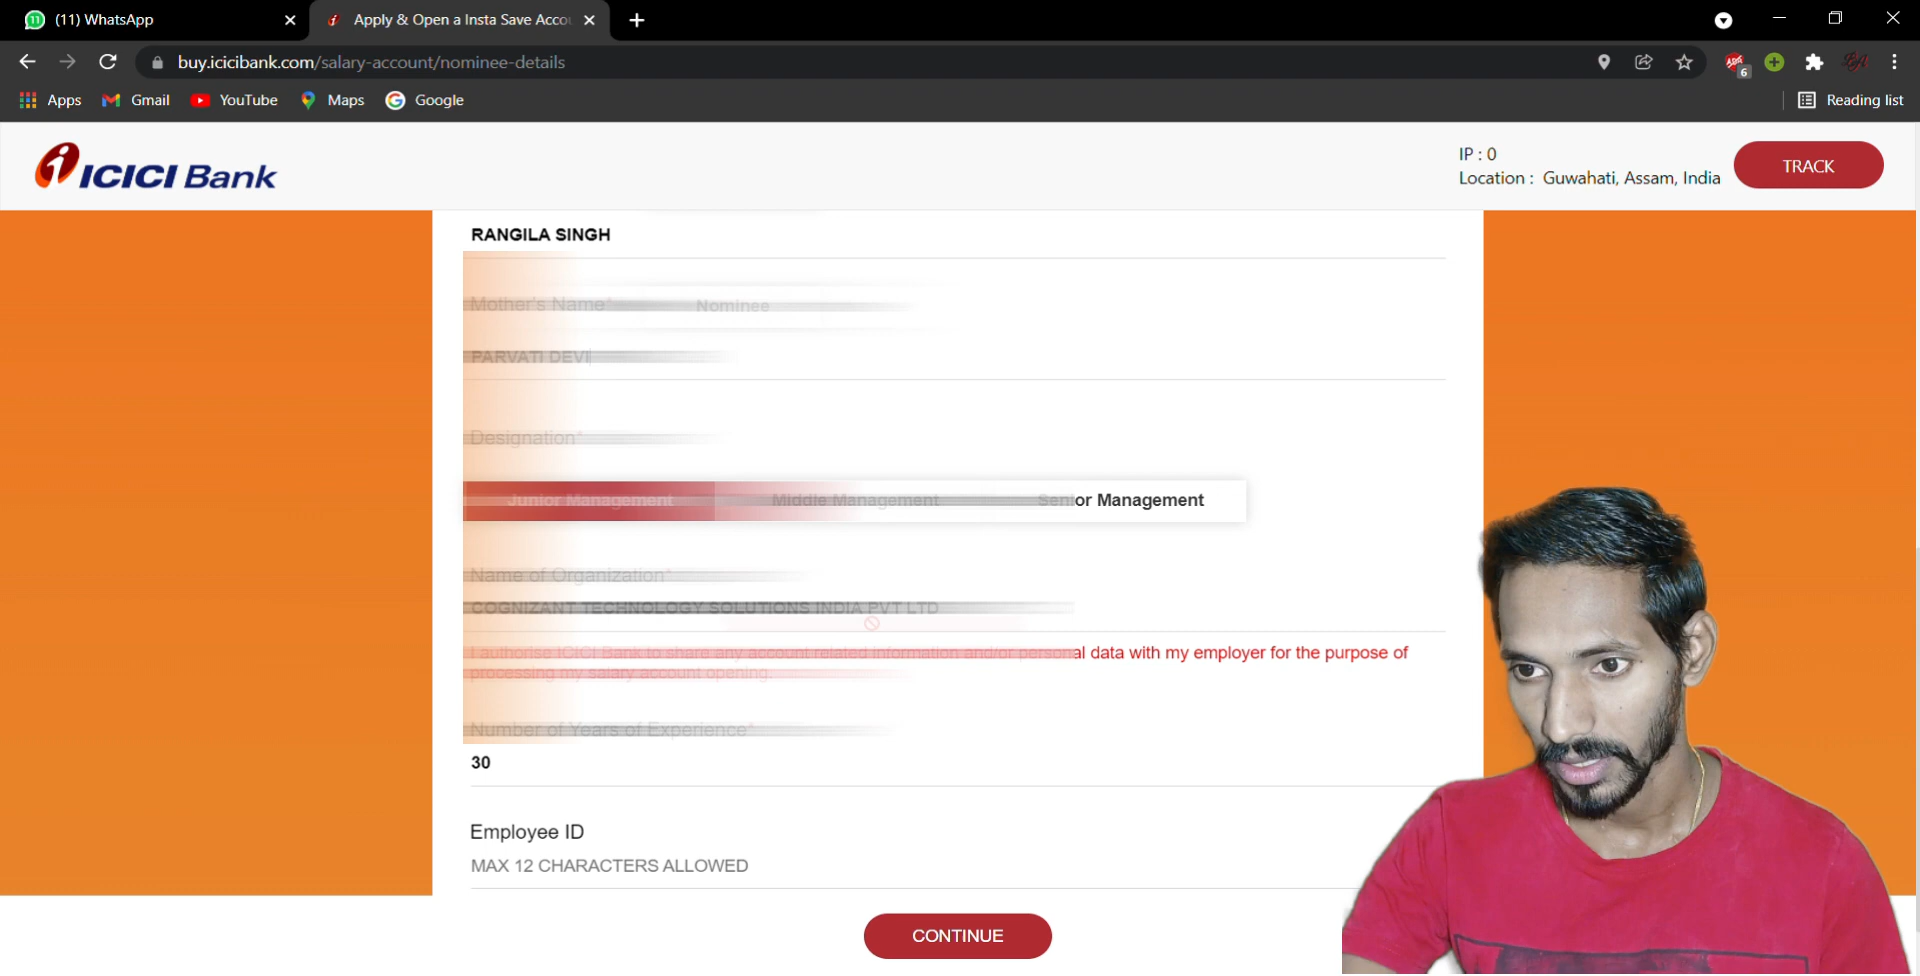 (11) WhatsApp
Apply & Open a Insta Save Acco
buy.icicibank.com/salary-account/nominee-details
6
Apps
Gmail
YouTube
Maps
Google
Reading list
ICICI Bank
IP : 0
Location : Guwahati, Assam, India
TRACK
RANGILA SINGH
Mother's Name*
Nominee
PARVATI DEVI
Designation*
Junior Management
Middle Management
Senior Management
Name of Organization*
COGNIZANT TECHNOLOGY SOLUTIONS INDIA PVT LTD
I authorise ICICI Bank to share any account related information and/or personal data with my employer for the purpose of
processing my salary account opening.
Number of Years of Experience*
30
Employee ID
MAX 12 CHARACTERS ALLOWED
CONTINUE